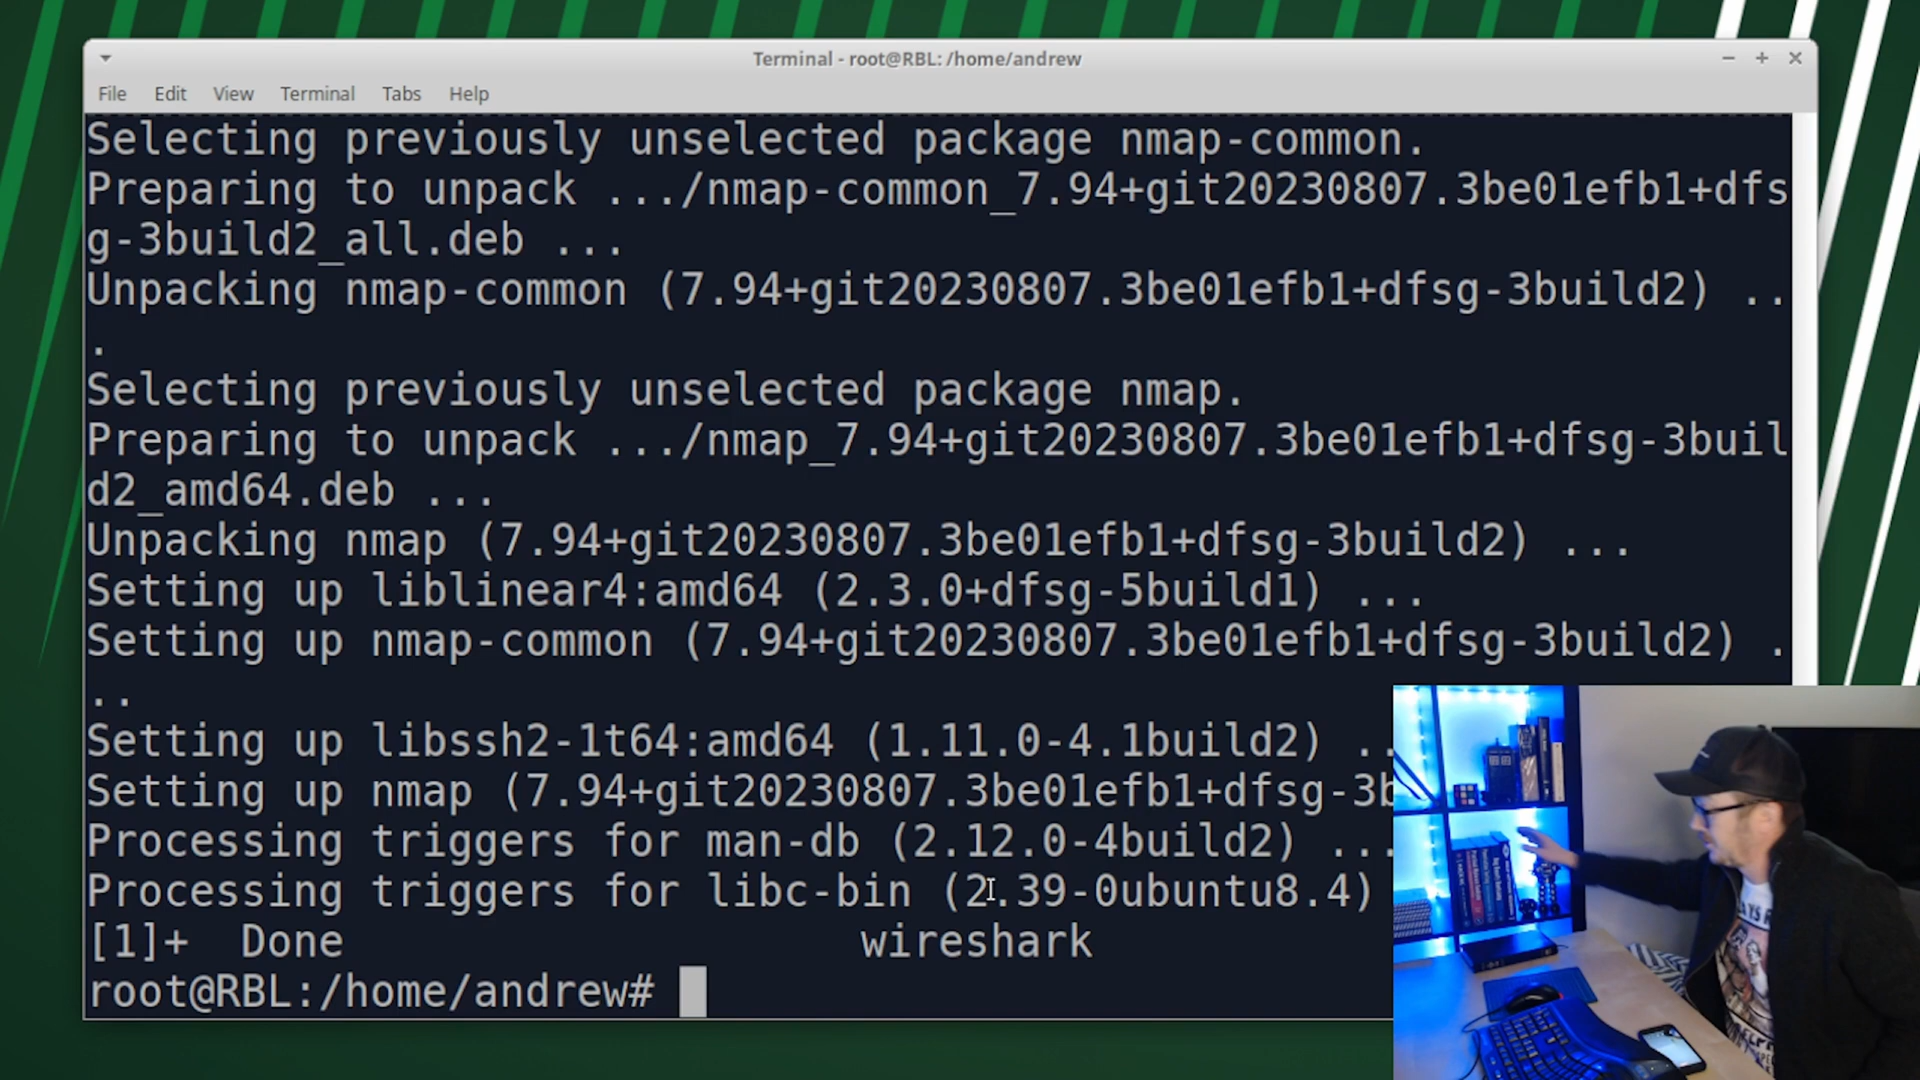 Terminal - root@RBL: /home/andrew
File Edit View Terminal Tabs Help
Selecting previously unselected package nmap-common.
Preparing to unpack .../nmap-common_7.94+git20230807.3be01efb1+dfs
g-3build2_all.deb ...
Unpacking nmap-common (7.94+git20230807.3be01efb1+dfsg-3build2) ..
.
Selecting previously unselected package nmap.
Preparing to unpack .../nmap_7.94+git20230807.3be01efb1+dfsg-3buil
d2_amd64.deb ...
Unpacking nmap (7.94+git20230807.3be01efb1+dfsg-3build2) ...
Setting up liblinear4:amd64 (2.3.0+dfsg-5build1) ...
Setting up nmap-common (7.94+git20230807.3be01efb1+dfsg-3build2) .
..
Setting up libssh2-1t64:amd64 (1.11.0-4.1build2) ..
Setting up nmap (7.94+git20230807.3be01efb1+dfsg-3b
Processing triggers for man-db (2.12.0-4build2) ...
Processing triggers for libc-bin (2.39-0ubuntu8.4)
[1]+ Done wireshark
root@RBL:/home/andrew#